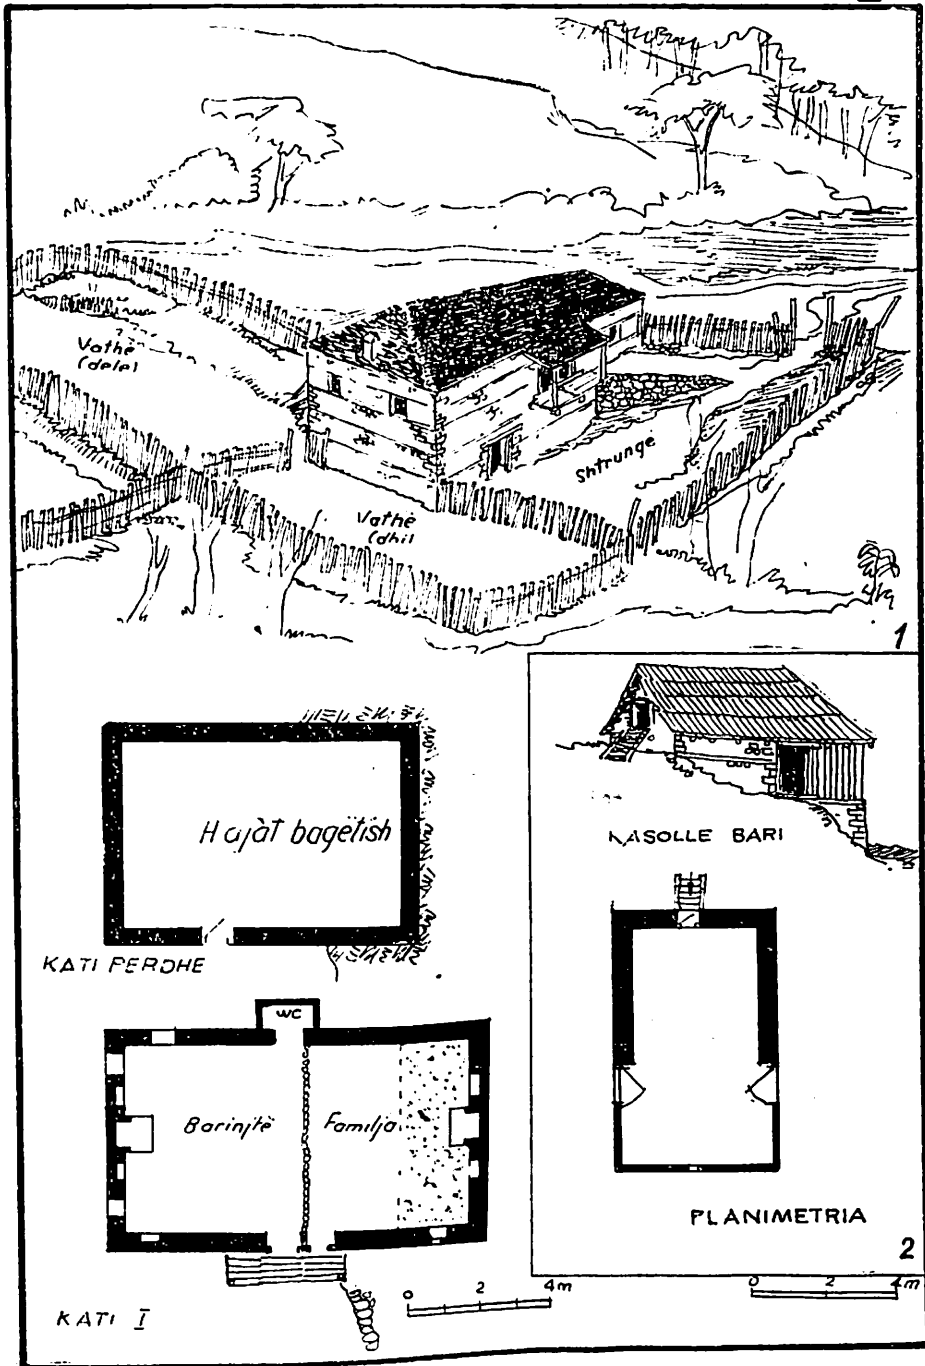 Vathë
(dele)
Shtrunge
Vathë
(dhi)
1
Hajàt bagëtish
KATI PERDHE
KASOLLE BARI
WC
Barinjtë
Familja
PLANIMETRIA
2
0 2 4m
0 2 4m
KATI I